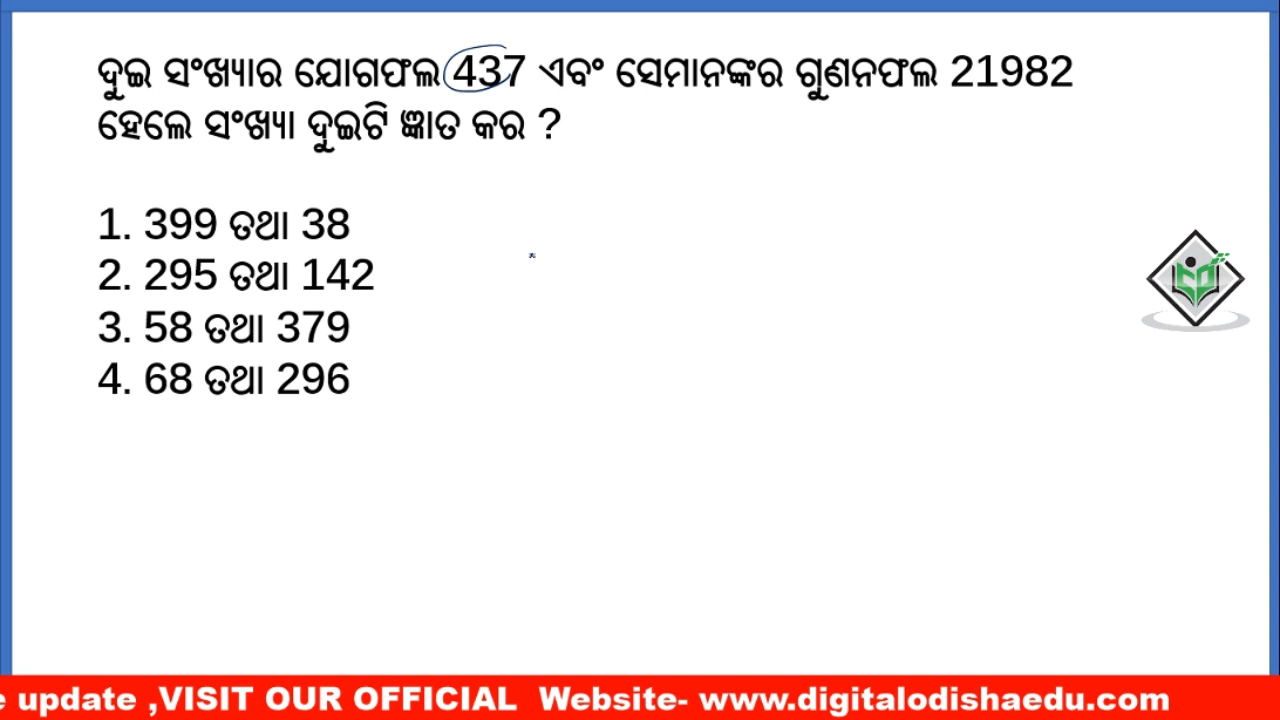 ଦୁଇ ସଂଖ୍ୟାର ଯୋଗଫଳ 437 ଏବଂ ସେମାନଙ୍କର ଗୁଣନଫଳ 21982
ହେଲେ ସଂଖ୍ୟା ଦୁଇଟି ଜ୍ଞାତ କର ?
1. 399 ତଥା 38
2. 295 ତଥା 142
3. 58 ତଥା 379
4. 68 ତଥା 296
e update ,VISIT OUR OFFICIAL Website- www.digitalodishaedu.com